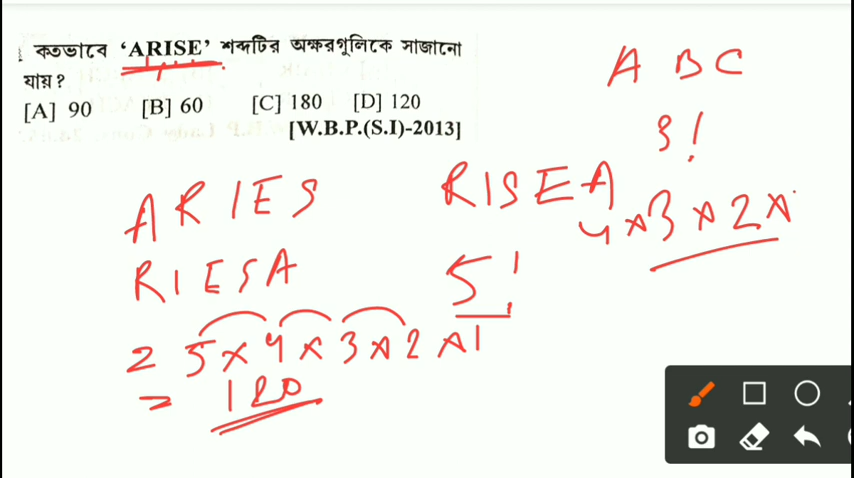 কতভাবে 'ARISE' শব্দটির অক্ষরগুলিকে সাজানো
যায়?
[A] 90 [B] 60 [C] 180 [D] 120
[W.B.P.(S.I)-2013]
A B C
3!
ARIES RISEA
4×3×2×
RIESA 5!
= 5×4×3×2×1
= 120